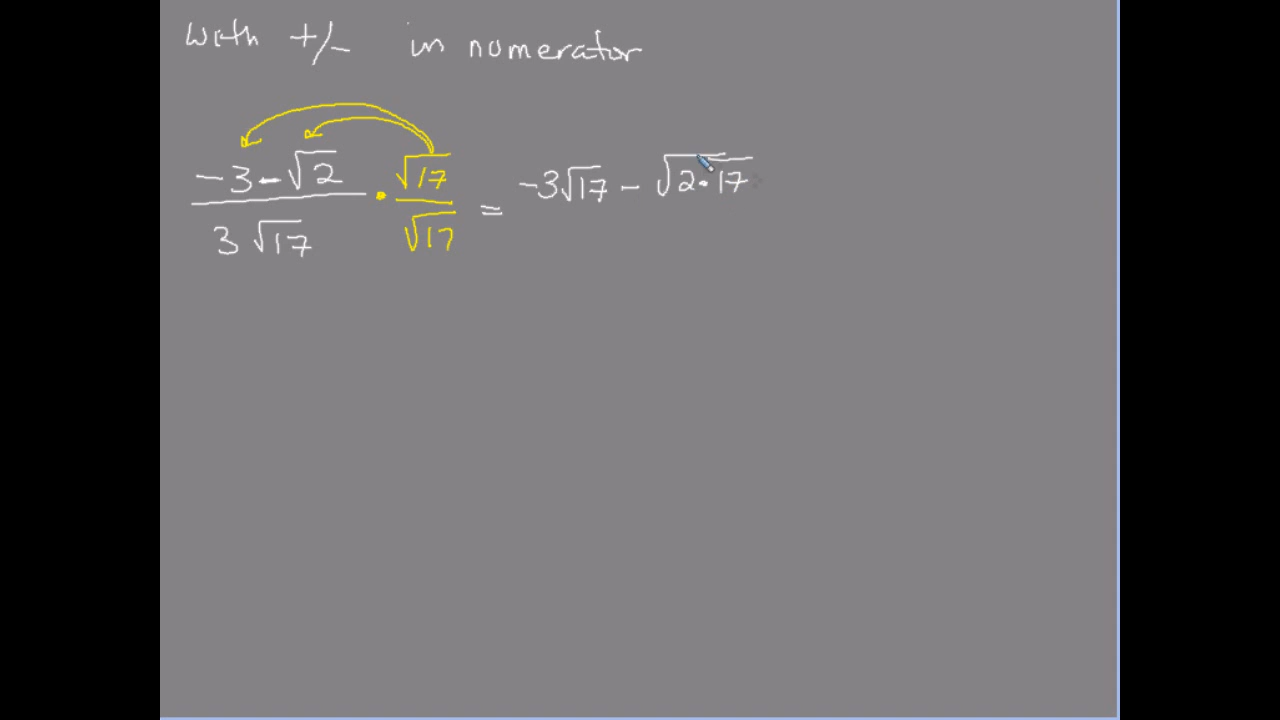 with +/- in numerator
-3-√2 · √17 = -3√17 - √2·17
3√17 √17